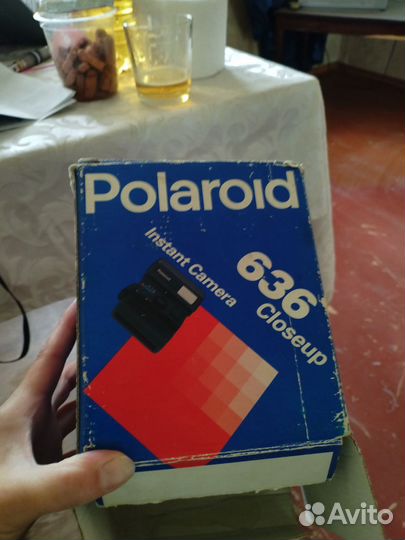 Polaroid
Instant Camera
636
Closeup
Avito